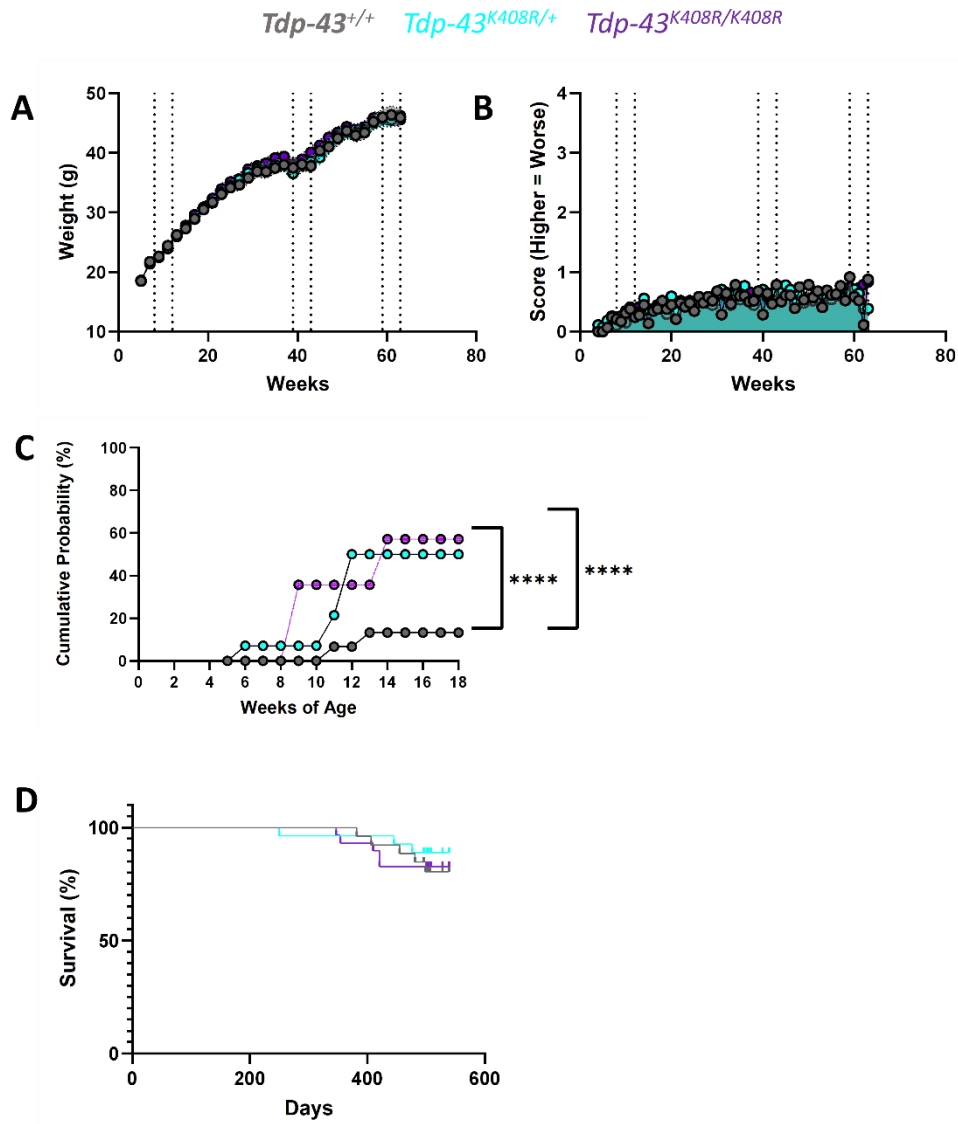 Tdp-43+/+ Tdp-43K408R/+ Tdp-43K408R/K408R
A
Weight (g)
50
40
30
20
10
0 20 40 60 80
Weeks
B
Score (Higher = Worse)
4
3
2
1
0
0 20 40 60 80
Weeks
C
Cumulative Probability (%)
100
80
60
40
20
0
0 2 4 6 8 10 12 14 16 18
Weeks of Age
**** ****
D
Survival (%)
100
50
0
0 200 400 600
Days